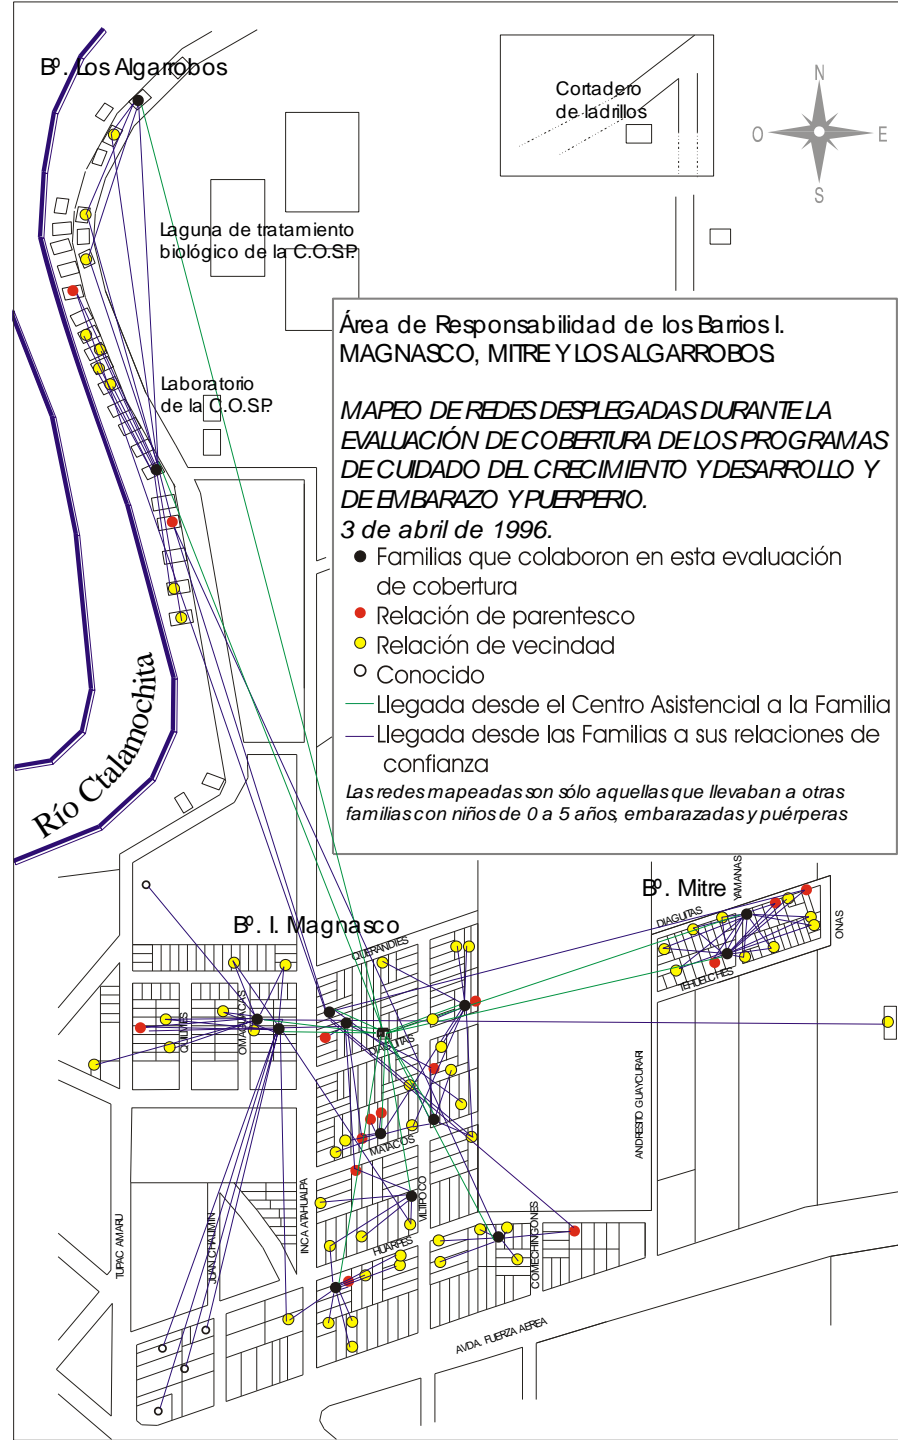 Bº. Los Algarrobos
Cortadero
de ladrillos
N
O
E
S
Laguna de tratamiento
biológico de la C.O.S.P.
Laboratorio
de la C.O.S.P.
Área de Responsabilidad de los Barrios I.
MAGNASCO, MITRE Y LOS ALGARROBOS.
MAPEO DE REDES DESPLEGADAS DURANTE LA
EVALUACIÓN DE COBERTURA DE LOS PROGRAMAS
DE CUIDADO DEL CRECIMIENTO Y DESARROLLO Y
DE EMBARAZO Y PUERPERIO.
3 de abril de 1996.
Familias que colaboron en esta evaluación
de cobertura
Relación de parentesco
Relación de vecindad
Conocido
Llegada desde el Centro Asistencial a la Familia
Llegada desde las Familias a sus relaciones de
confianza
Las redes mapeadas son sólo aquellas que llevaban a otras
familias con niños de 0 a 5 años, embarazadas y puérperas
Río Ctalamochita
Bº. Mitre
YAMANAS
DIAGUITAS
ONAS
TEHUELCHES
Bº. I. Magnasco
QUERANDIES
QUILMES
OMAGUACAS
DIAGUITAS
ANDRESITO GUAYCURARI
MATACOS
INCA ATAHUALPA
VILTIPOCO
TUPAC AMARU
JUAN CHALIMIN
HUARPES
COMECHINGONES
AVDA. FUERZA AEREA